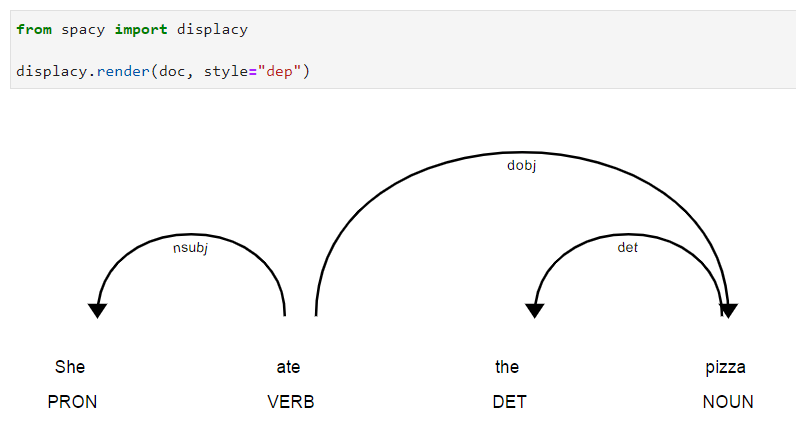 from spacy import displacy
displacy.render(doc, style="dep")
dobj
nsubj det
She ate the pizza
PRON VERB DET NOUN